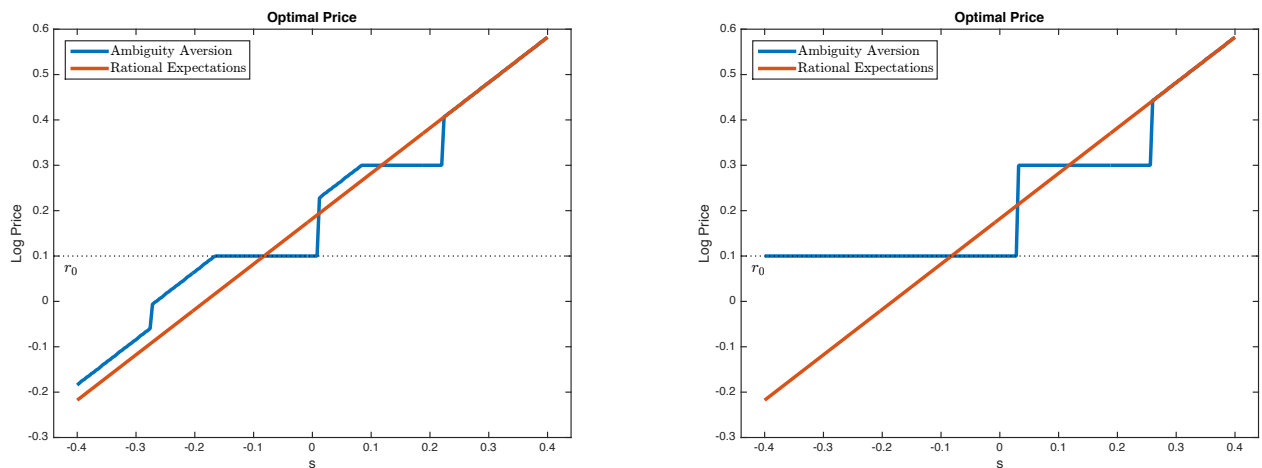 Optimal Price
Ambiguity Aversion
Rational Expectations
Log Price
0.6
0.5
0.4
0.3
0.2
0.1
0
-0.1
-0.2
-0.3
r0
-0.4 -0.3 -0.2 -0.1 0 0.1 0.2 0.3 0.4
s
Optimal Price
Ambiguity Aversion
Rational Expectations
Log Price
0.6
0.5
0.4
0.3
0.2
0.1
0
-0.1
-0.2
-0.3
r0
-0.4 -0.3 -0.2 -0.1 0 0.1 0.2 0.3 0.4
s